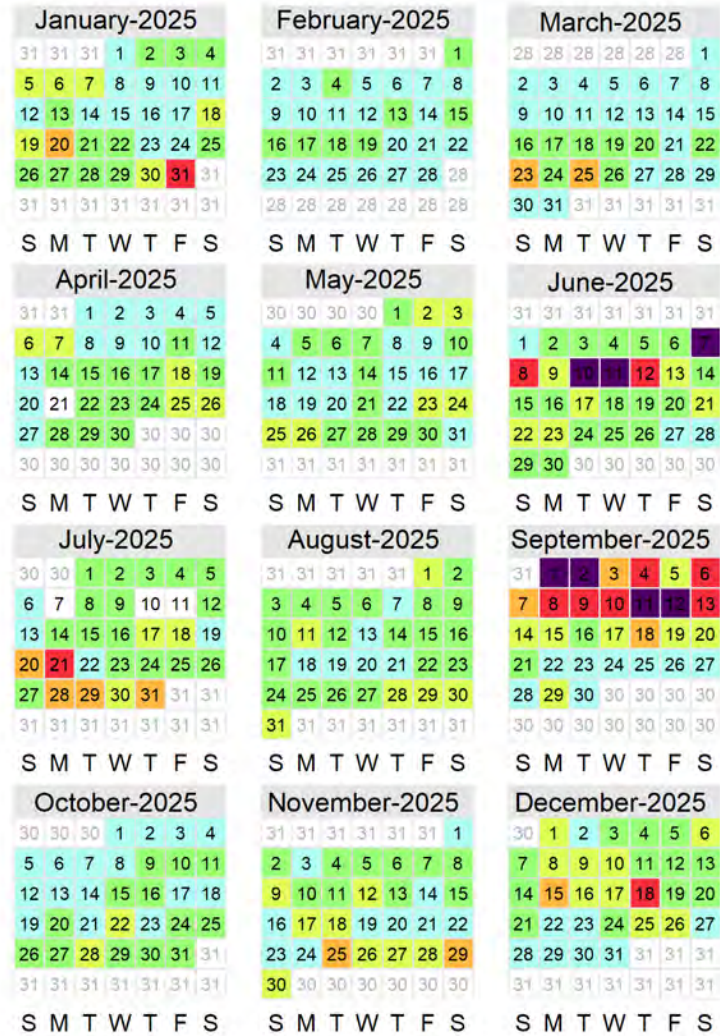 January-2025
31 31 31 1 2 3 4
5 6 7 8 9 10 11
12 13 14 15 16 17 18
19 20 21 22 23 24 25
26 27 28 29 30 31 31
31 31 31 31 31 31 31
S M T W T F S
February-2025
31 31 31 31 31 31 1
2 3 4 5 6 7 8
9 10 11 12 13 14 15
16 17 18 19 20 21 22
23 24 25 26 27 28 28
28 28 28 28 28 28 28
S M T W T F S
March-2025
28 28 28 28 28 28 1
2 3 4 5 6 7 8
9 10 11 12 13 14 15
16 17 18 19 20 21 22
23 24 25 26 27 28 29
30 31 31 31 31 31 31
S M T W T F S
April-2025
31 31 1 2 3 4 5
6 7 8 9 10 11 12
13 14 15 16 17 18 19
20 21 22 23 24 25 26
27 28 29 30 30 30 30
30 30 30 30 30 30 30
S M T W T F S
May-2025
30 30 30 30 1 2 3
4 5 6 7 8 9 10
11 12 13 14 15 16 17
18 19 20 21 22 23 24
25 26 27 28 29 30 31
31 31 31 31 31 31 31
S M T W T F S
June-2025
31 31 31 31 31 31 31
1 2 3 4 5 6 7
8 9 10 11 12 13 14
15 16 17 18 19 20 21
22 23 24 25 26 27 28
29 30 30 30 30 30 30
S M T W T F S
July-2025
30 30 1 2 3 4 5
6 7 8 9 10 11 12
13 14 15 16 17 18 19
20 21 22 23 24 25 26
27 28 29 30 31 31 31
31 31 31 31 31 31 31
S M T W T F S
August-2025
31 31 31 31 31 1 2
3 4 5 6 7 8 9
10 11 12 13 14 15 16
17 18 19 20 21 22 23
24 25 26 27 28 29 30
31 31 31 31 31 31 31
S M T W T F S
September-2025
31 1 2 3 4 5 6
7 8 9 10 11 12 13
14 15 16 17 18 19 20
21 22 23 24 25 26 27
28 29 30 30 30 30 30
30 30 30 30 30 30 30
S M T W T F S
October-2025
30 30 30 1 2 3 4
5 6 7 8 9 10 11
12 13 14 15 16 17 18
19 20 21 22 23 24 25
26 27 28 29 30 31 31
31 31 31 31 31 31 31
S M T W T F S
November-2025
31 31 31 31 31 31 1
2 3 4 5 6 7 8
9 10 11 12 13 14 15
16 17 18 19 20 21 22
23 24 25 26 27 28 29
30 30 30 30 30 30 30
S M T W T F S
December-2025
30 1 2 3 4 5 6
7 8 9 10 11 12 13
14 15 16 17 18 19 20
21 22 23 24 25 26 27
28 29 30 31 31 31 31
31 31 31 31 31 31 31
S M T W T F S